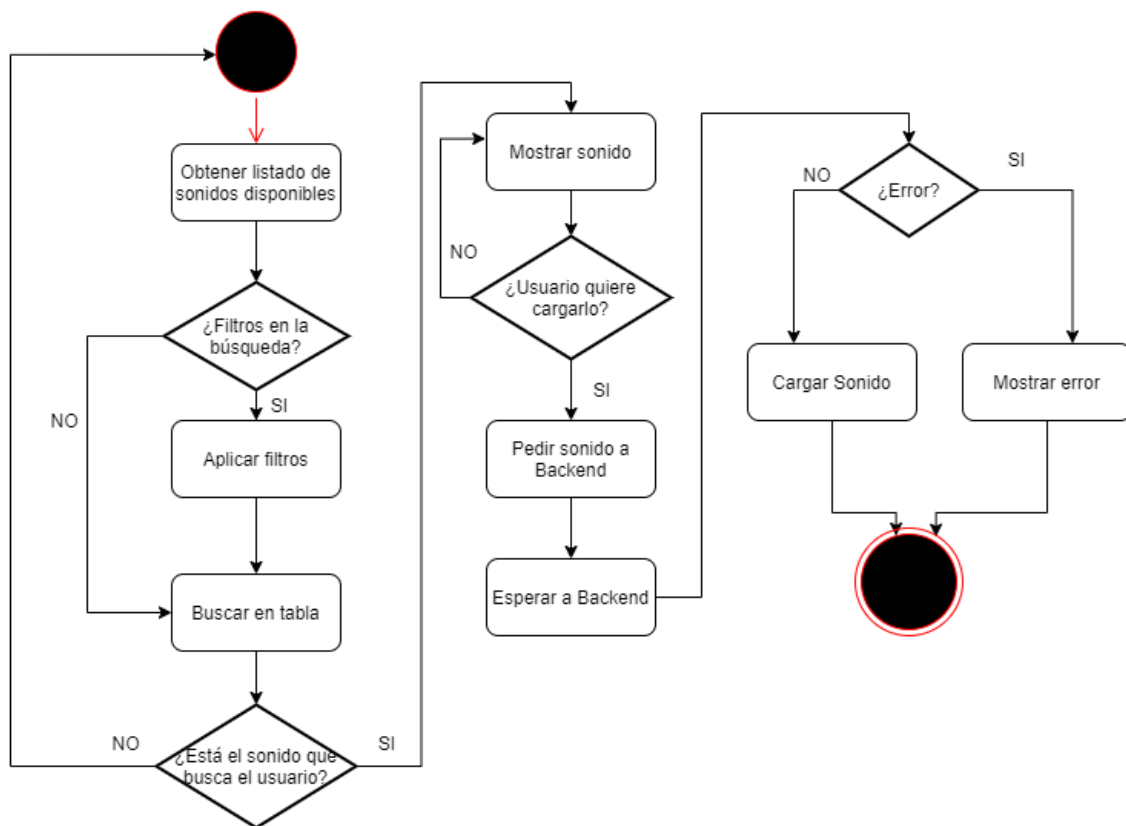 Obtener listado de
sonidos disponibles
¿Filtros en la
búsqueda?
NO
SI
Aplicar filtros
Buscar en tabla
¿Está el sonido que
busca el usuario?
NO
SI
Mostrar sonido
NO
¿Usuario quiere
cargarlo?
SI
Pedir sonido a
Backend
Esperar a Backend
¿Error?
NO
SI
Cargar Sonido
Mostrar error